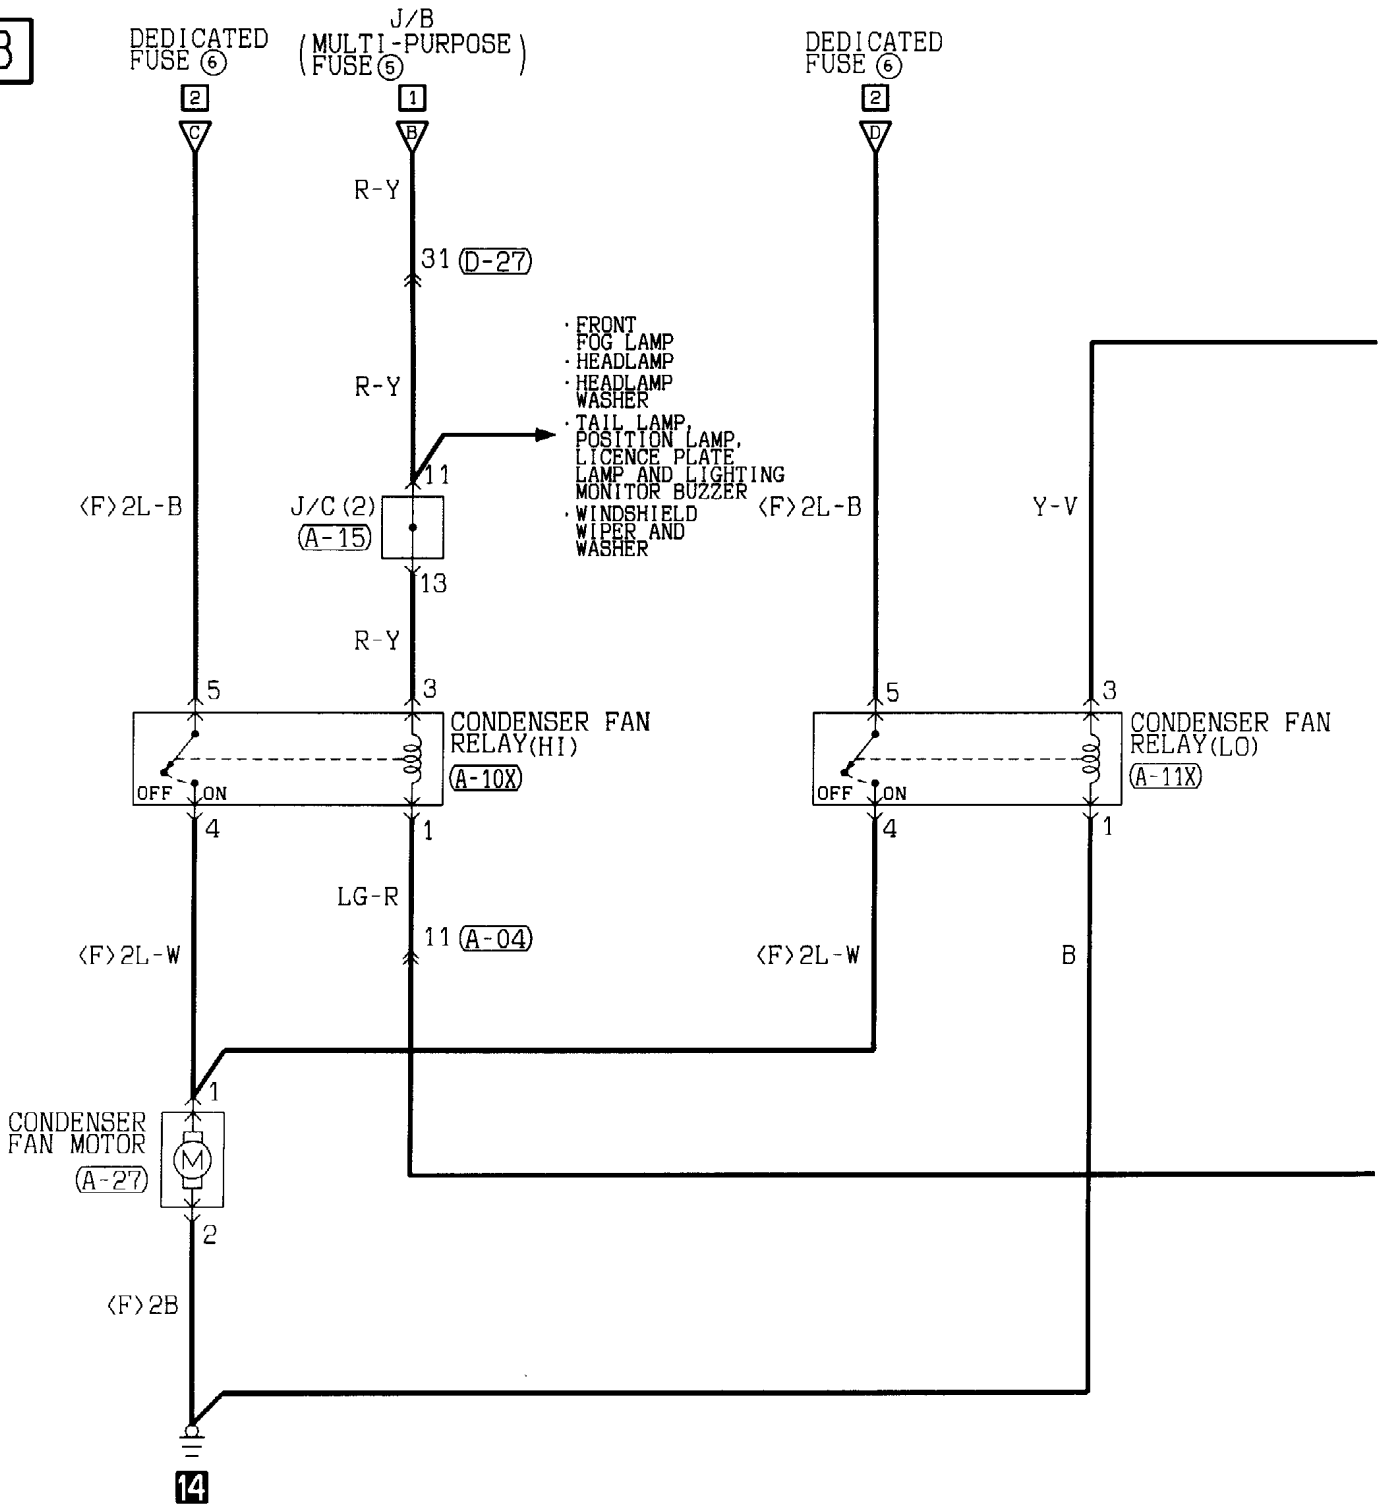 B
DEDICATED
FUSE ⑥
J/B
(MULTI-PURPOSE
FUSE⑤)
DEDICATED
FUSE ⑥
2
1
2
C
B
D
R-Y
31 (D-27)
· FRONT
FOG LAMP
· HEADLAMP
· HEADLAMP
WASHER
· TAIL LAMP,
POSITION LAMP,
LICENCE PLATE
LAMP AND LIGHTING
MONITOR BUZZER
· WINDSHIELD
WIPER AND
WASHER
R-Y
11
<F>2L-B
J/C(2)
(A-15)
<F>2L-B
Y-V
13
R-Y
5
3
5
3
CONDENSER FAN
RELAY(HI)
(A-10X)
CONDENSER FAN
RELAY(LO)
(A-11X)
OFF ON
OFF ON
4
1
4
1
LG-R
11 (A-04)
<F>2L-W
<F>2L-W
B
1
CONDENSER
FAN MOTOR
(A-27)
M
2
<F>2B
14